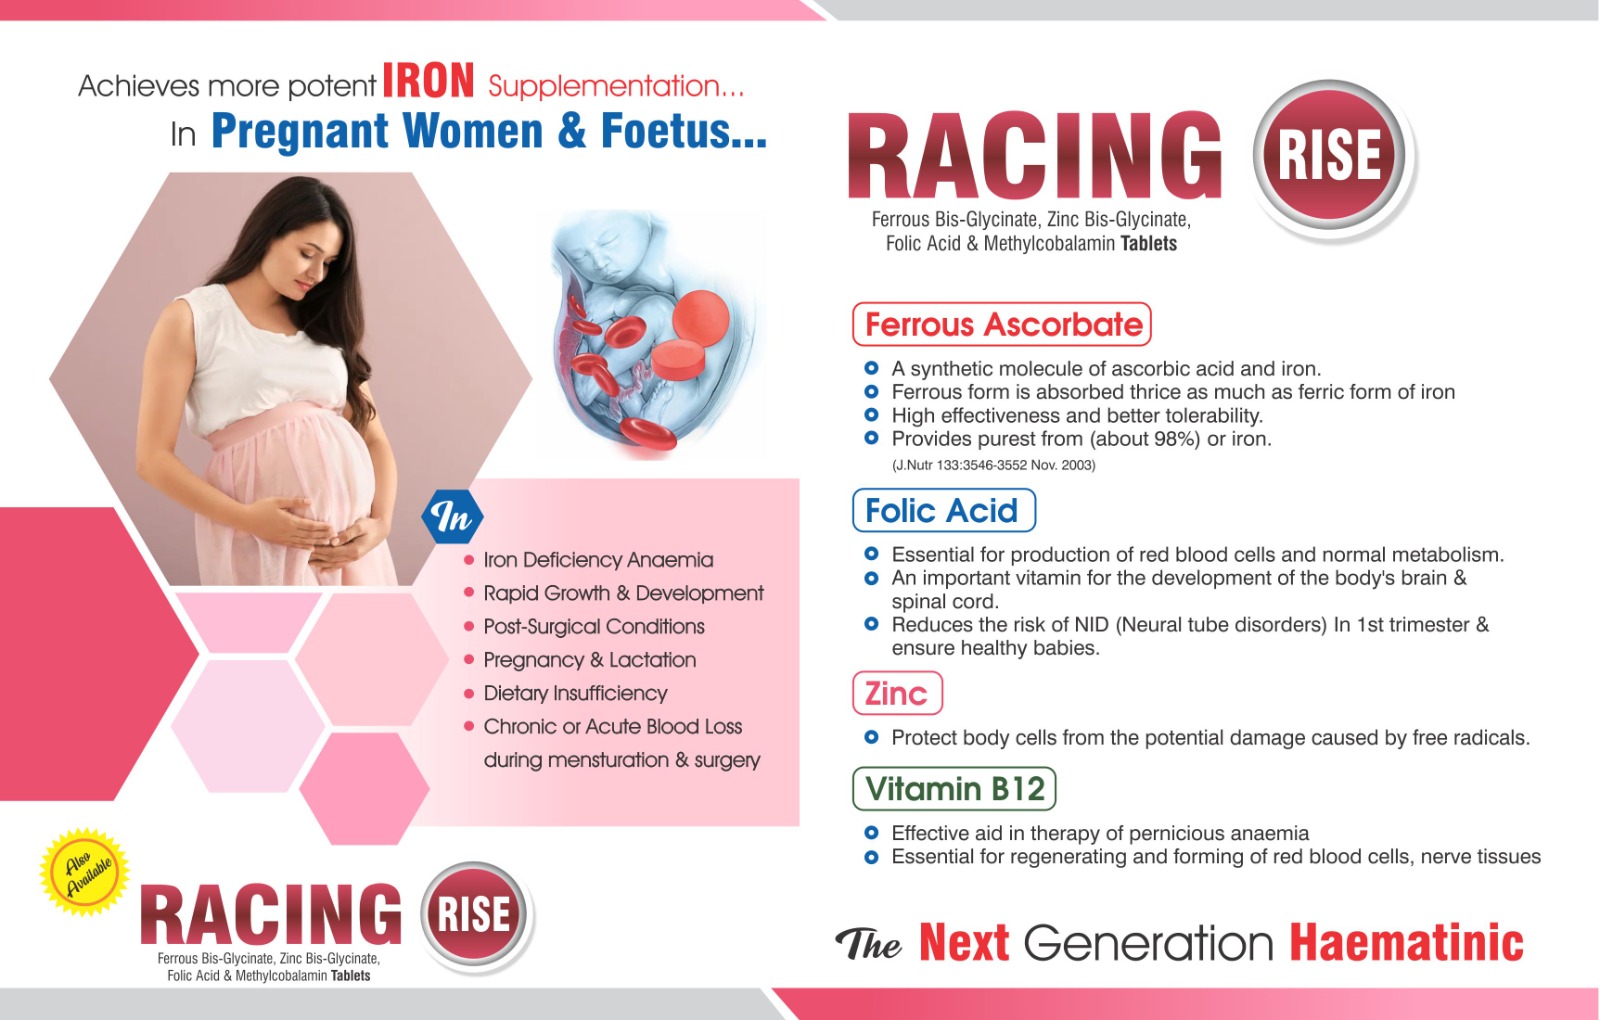 Achieves more potent IRON Supplementation...
In Pregnant Women & Foetus...
In
Iron Deficiency Anaemia
Rapid Growth & Development
Post-Surgical Conditions
Pregnancy & Lactation
Dietary Insufficiency
Chronic or Acute Blood Loss
during mensturation & surgery
Also
Available
RACING RISE
Ferrous Bis-Glycinate, Zinc Bis-Glycinate,
Folic Acid & Methylcobalamin Tablets
RACING RISE
Ferrous Bis-Glycinate, Zinc Bis-Glycinate,
Folic Acid & Methylcobalamin Tablets
Ferrous Ascorbate
A synthetic molecule of ascorbic acid and iron.
Ferrous form is absorbed thrice as much as ferric form of iron
High effectiveness and better tolerability.
Provides purest from (about 98%) or iron.
(J.Nutr 133:3546-3552 Nov. 2003)
Folic Acid
Essential for production of red blood cells and normal metabolism.
An important vitamin for the development of the body's brain &
spinal cord.
Reduces the risk of NID (Neural tube disorders) In 1st trimester &
ensure healthy babies.
Zinc
Protect body cells from the potential damage caused by free radicals.
Vitamin B12
Effective aid in therapy of pernicious anaemia
Essential for regenerating and forming of red blood cells, nerve tissues
The Next Generation Haematinic